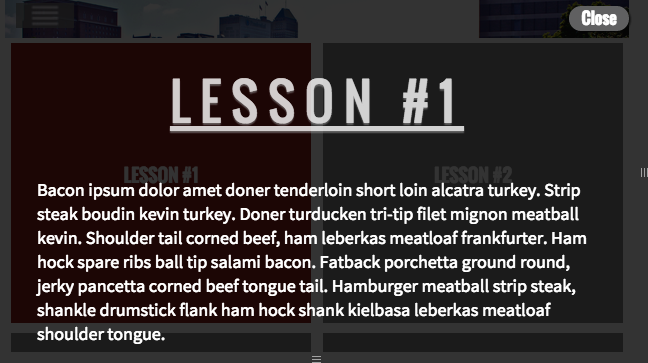 Close
LESSON #1
LESSON #1
LESSON #2
Bacon ipsum dolor amet doner tenderloin short loin alcatra turkey. Strip
steak boudin kevin turkey. Doner turducken tri-tip filet mignon meatball
kevin. Shoulder tail corned beef, ham leberkas meatloaf frankfurter. Ham
hock spare ribs ball tip salami bacon. Fatback porchetta ground round,
jerky pancetta corned beef tongue tail. Hamburger meatball strip steak,
shankle drumstick flank ham hock shank kielbasa leberkas meatloaf
shoulder tongue.